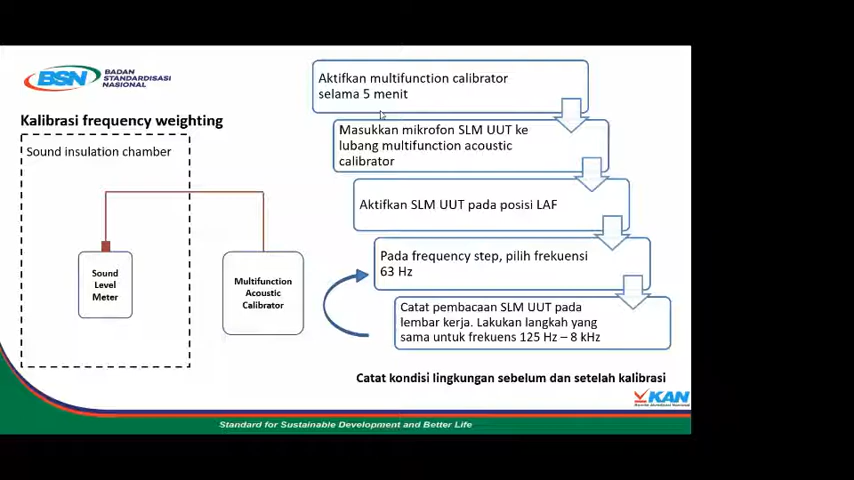 BSN
BADAN
STANDARDISASI
NASIONAL
Kalibrasi frequency weighting
Sound insulation chamber
Sound
Level
Meter
Multifunction
Acoustic
Calibrator
Aktifkan multifunction calibrator
selama 5 menit
Masukkan mikrofon SLM UUT ke
lubang multifunction acoustic
calibrator
Aktifkan SLM UUT pada posisi LAF
Pada frequency step, pilih frekuensi
63 Hz
Catat pembacaan SLM UUT pada
lembar kerja. Lakukan langkah yang
sama untuk frekuens 125 Hz – 8 kHz
Catat kondisi lingkungan sebelum dan setelah kalibrasi
KAN
Komite Akreditasi Nasional
Standard for Sustainable Development and Better Life